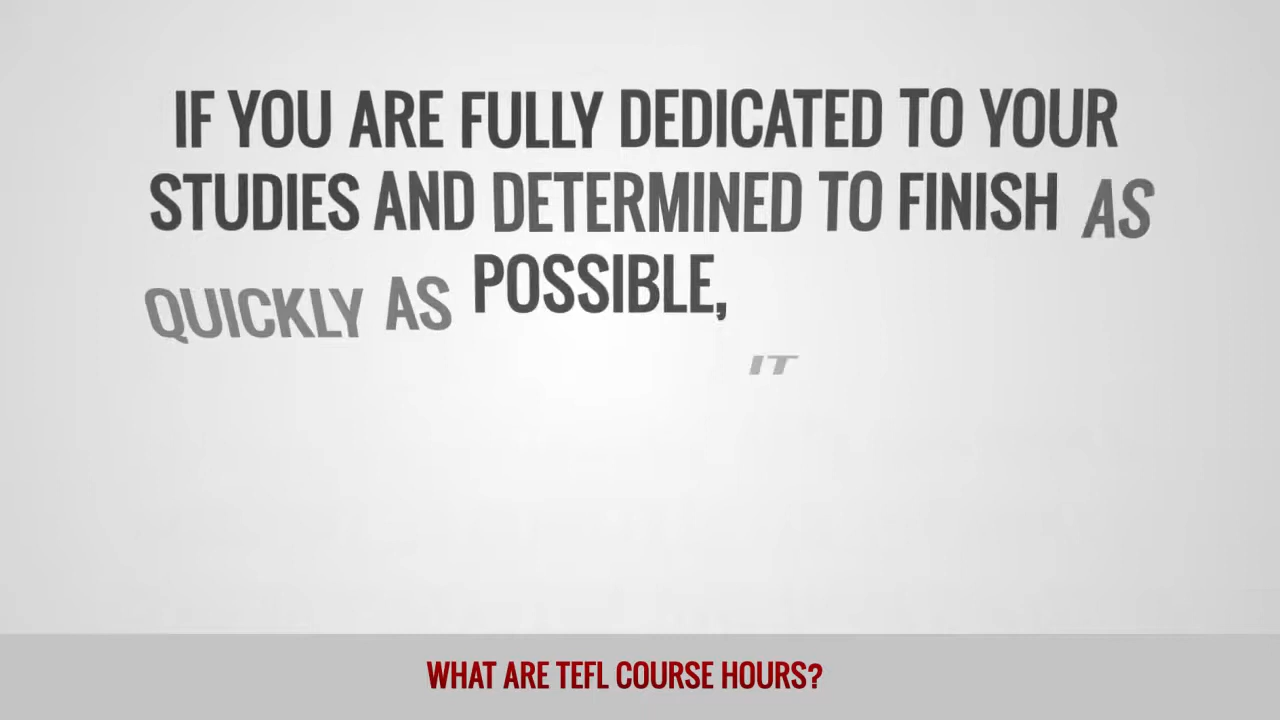 IF YOU ARE FULLY DEDICATED TO YOUR
STUDIES AND DETERMINED TO FINISH AS
QUICKLY AS POSSIBLE,
IT
WHAT ARE TEFL COURSE HOURS?